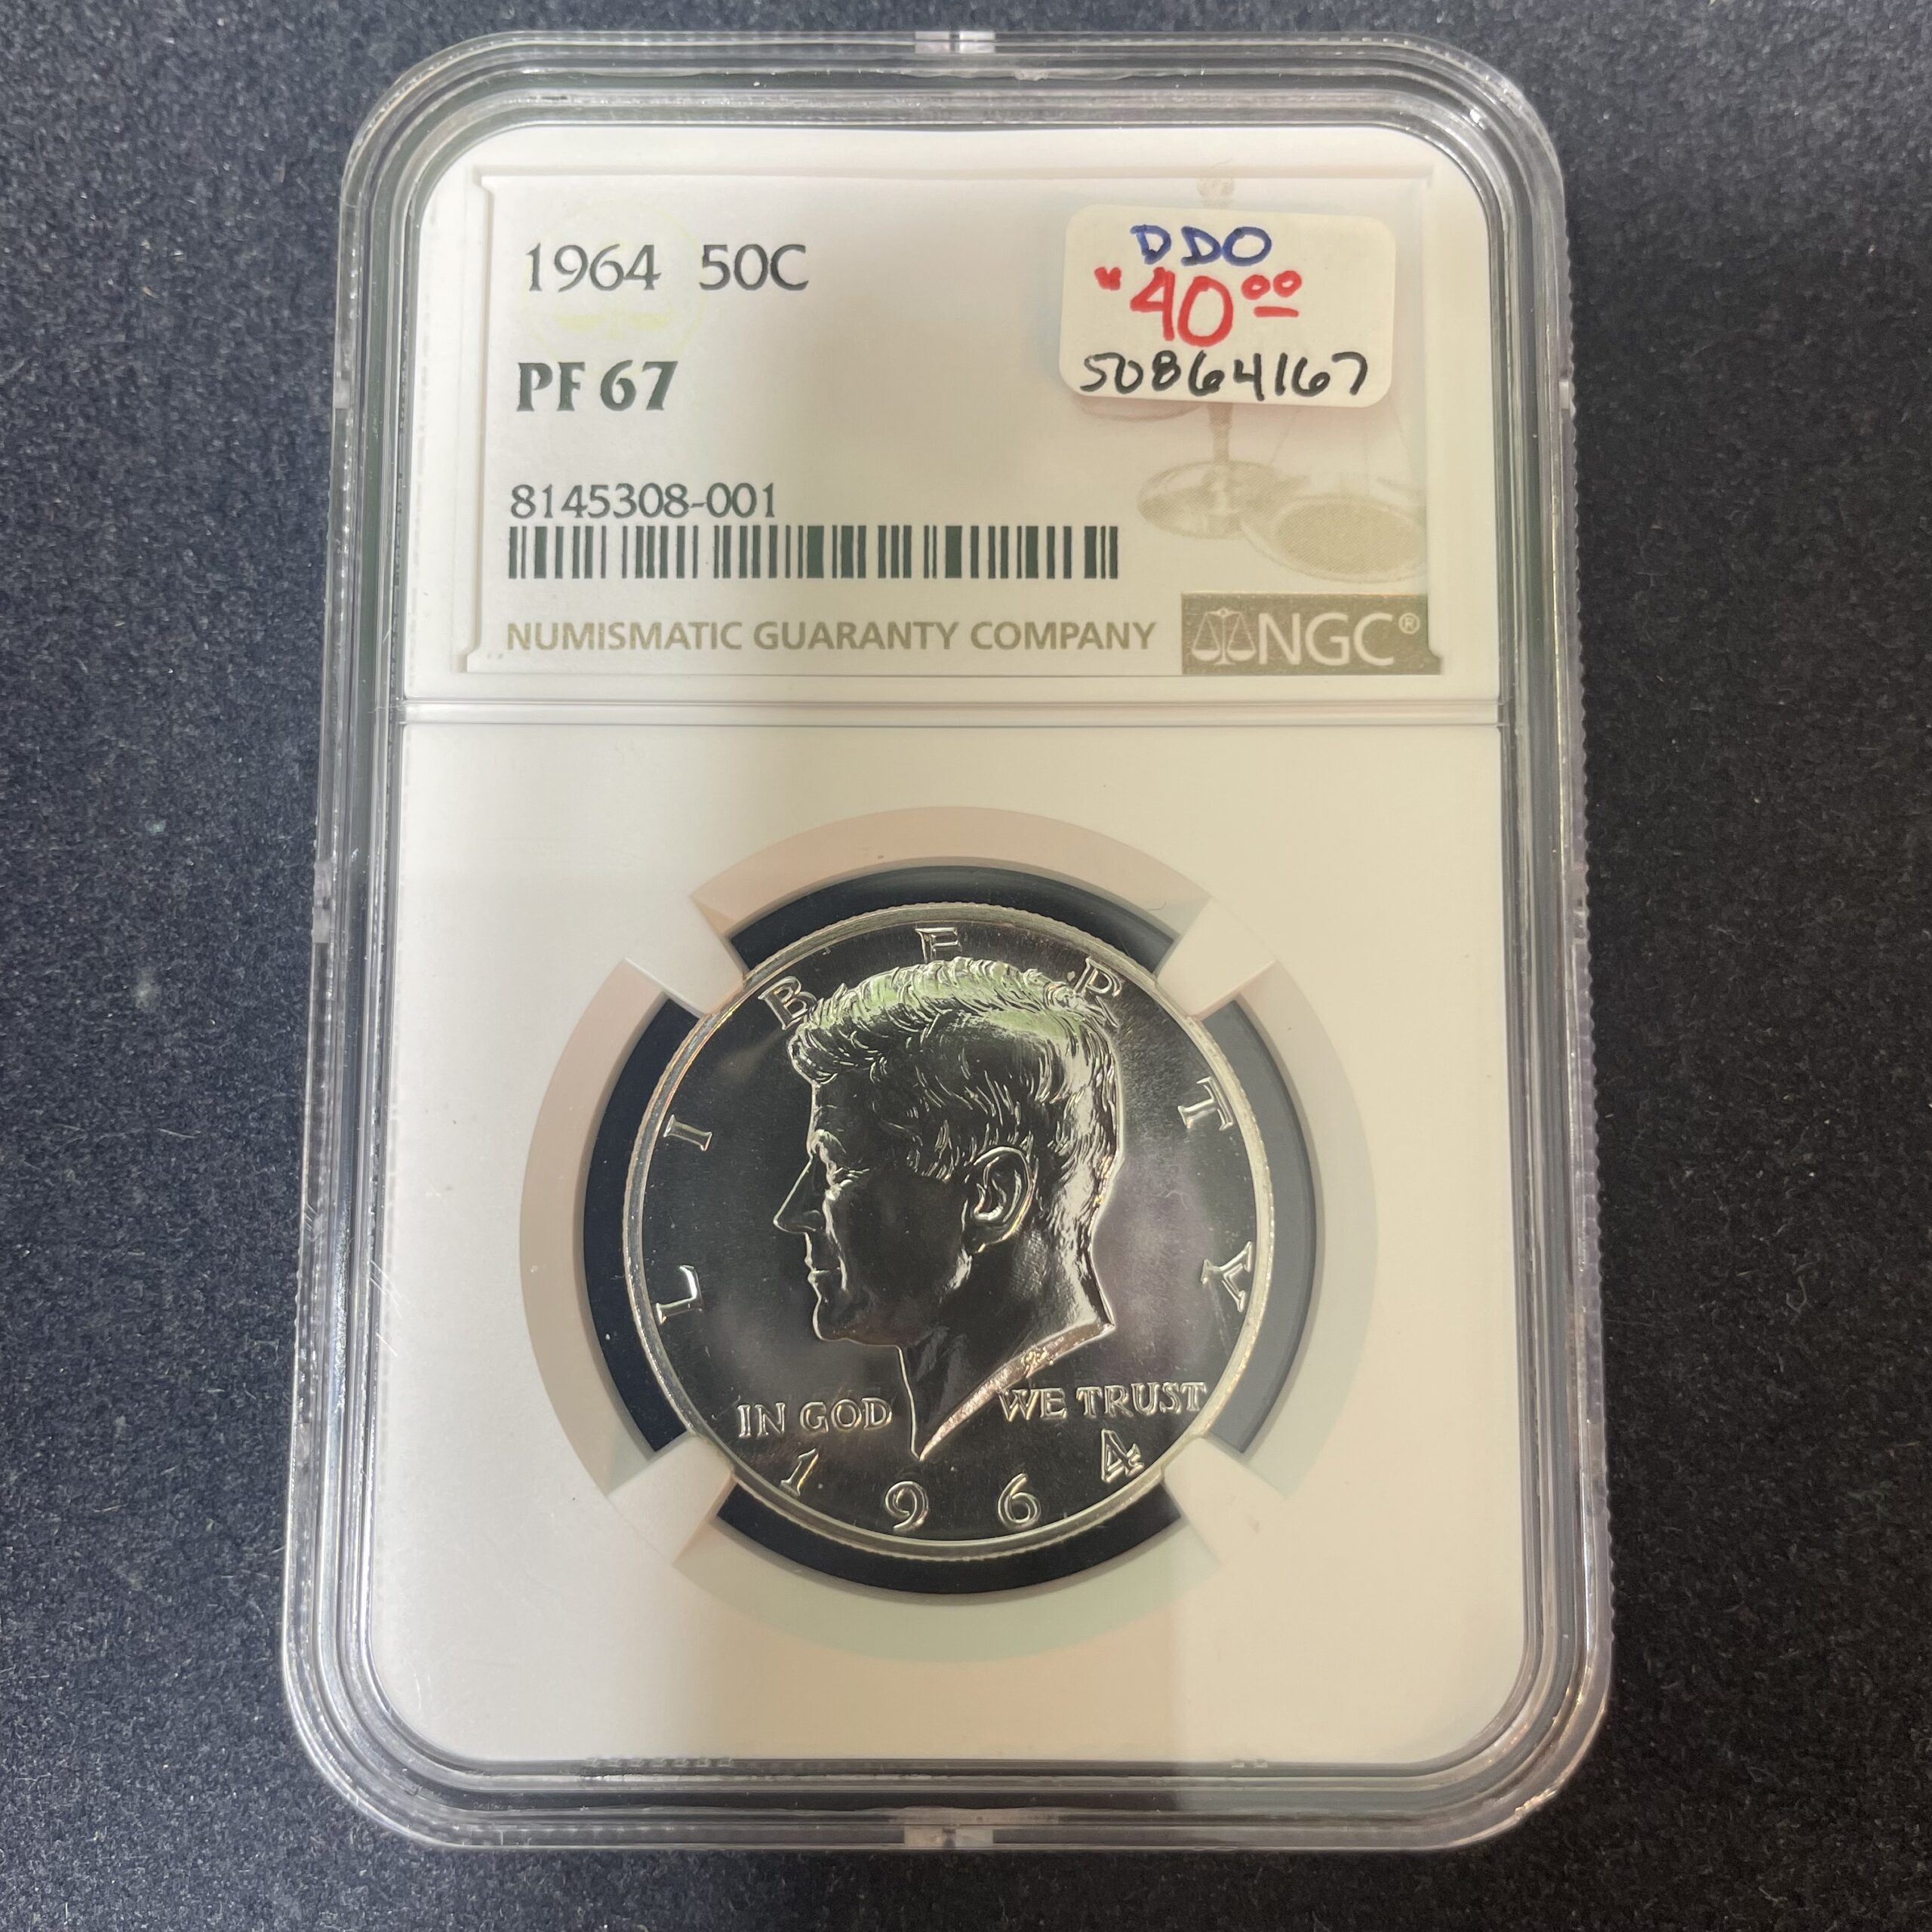 1964 50C
PF 67
8145308-001
NUMISMATIC GUARANTY COMPANY
NGC®
DDO
$40.00
50864167
LIBERTY
IN GOD WE TRUST
1964